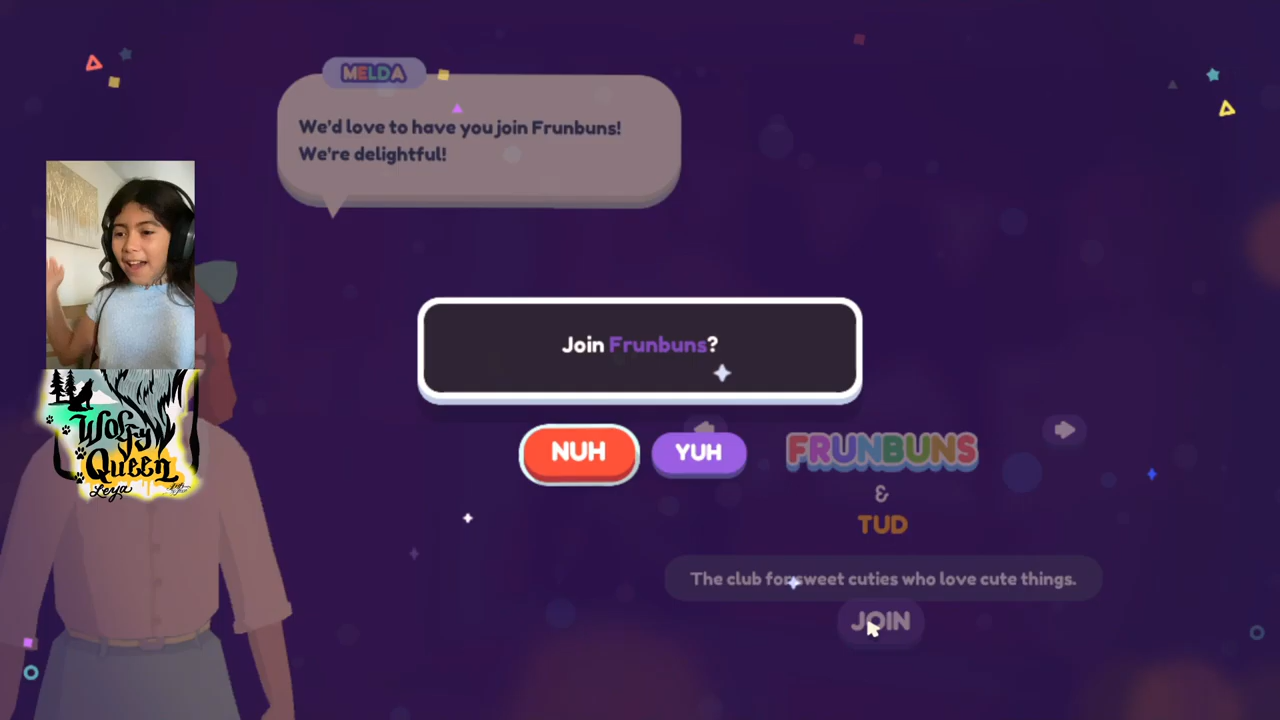 MELDA
We'd love to have you join Frunbuns!
We're delightful!
Join Frunbuns?
NUH
YUH
FRUNBUNS
&
TUD
The club for sweet cuties who love cute things.
JOIN
Wolfy
Queen
Leya